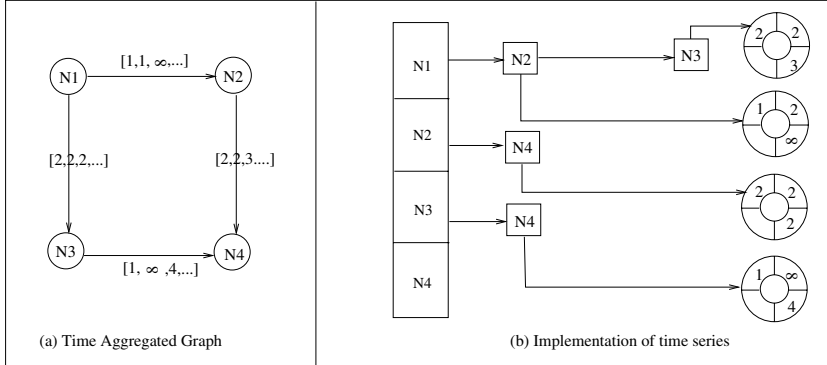 N1
[1,1, ∞,...]
N2
[2,2,2,...]
[2,2,3....]
N3
[1, ∞ ,4,...]
N4
(a) Time Aggregated Graph
N1
N2
N3
N4
N2
N3
N4
N4
2 2
3
1 2
∞
2 2
2
1 ∞
4
(b) Implementation of time series